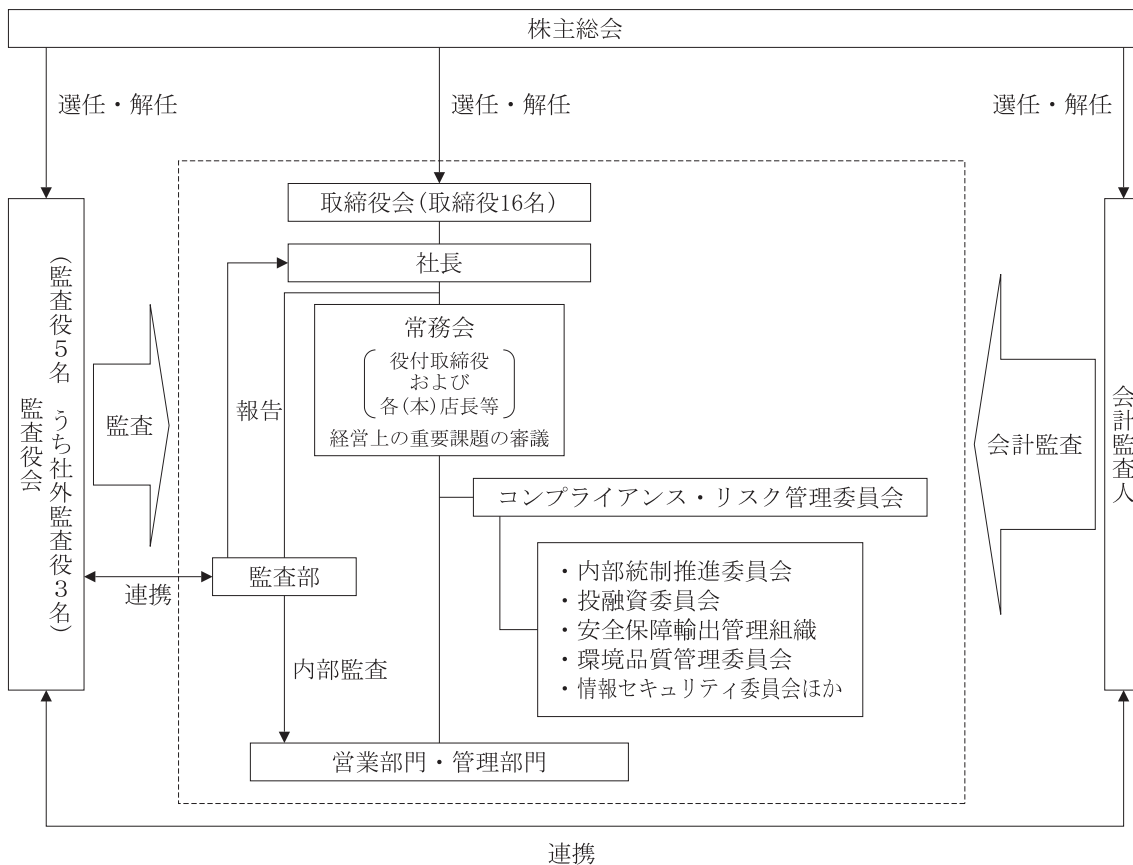 株主総会
選任・解任
選任・解任
選任・解任
取締役会(取締役16名)
社長
常務会
役付取締役
および
各(本)店長等
経営上の重要課題の審議
監査役会
(監査役5名 うち社外監査役3名)
監査
報告
会計監査
会計監査人
コンプライアンス・リスク管理委員会
監査部
連携
・内部統制推進委員会
・投融資委員会
・安全保障輸出管理組織
・環境品質管理委員会
・情報セキュリティ委員会ほか
内部監査
営業部門・管理部門
連携